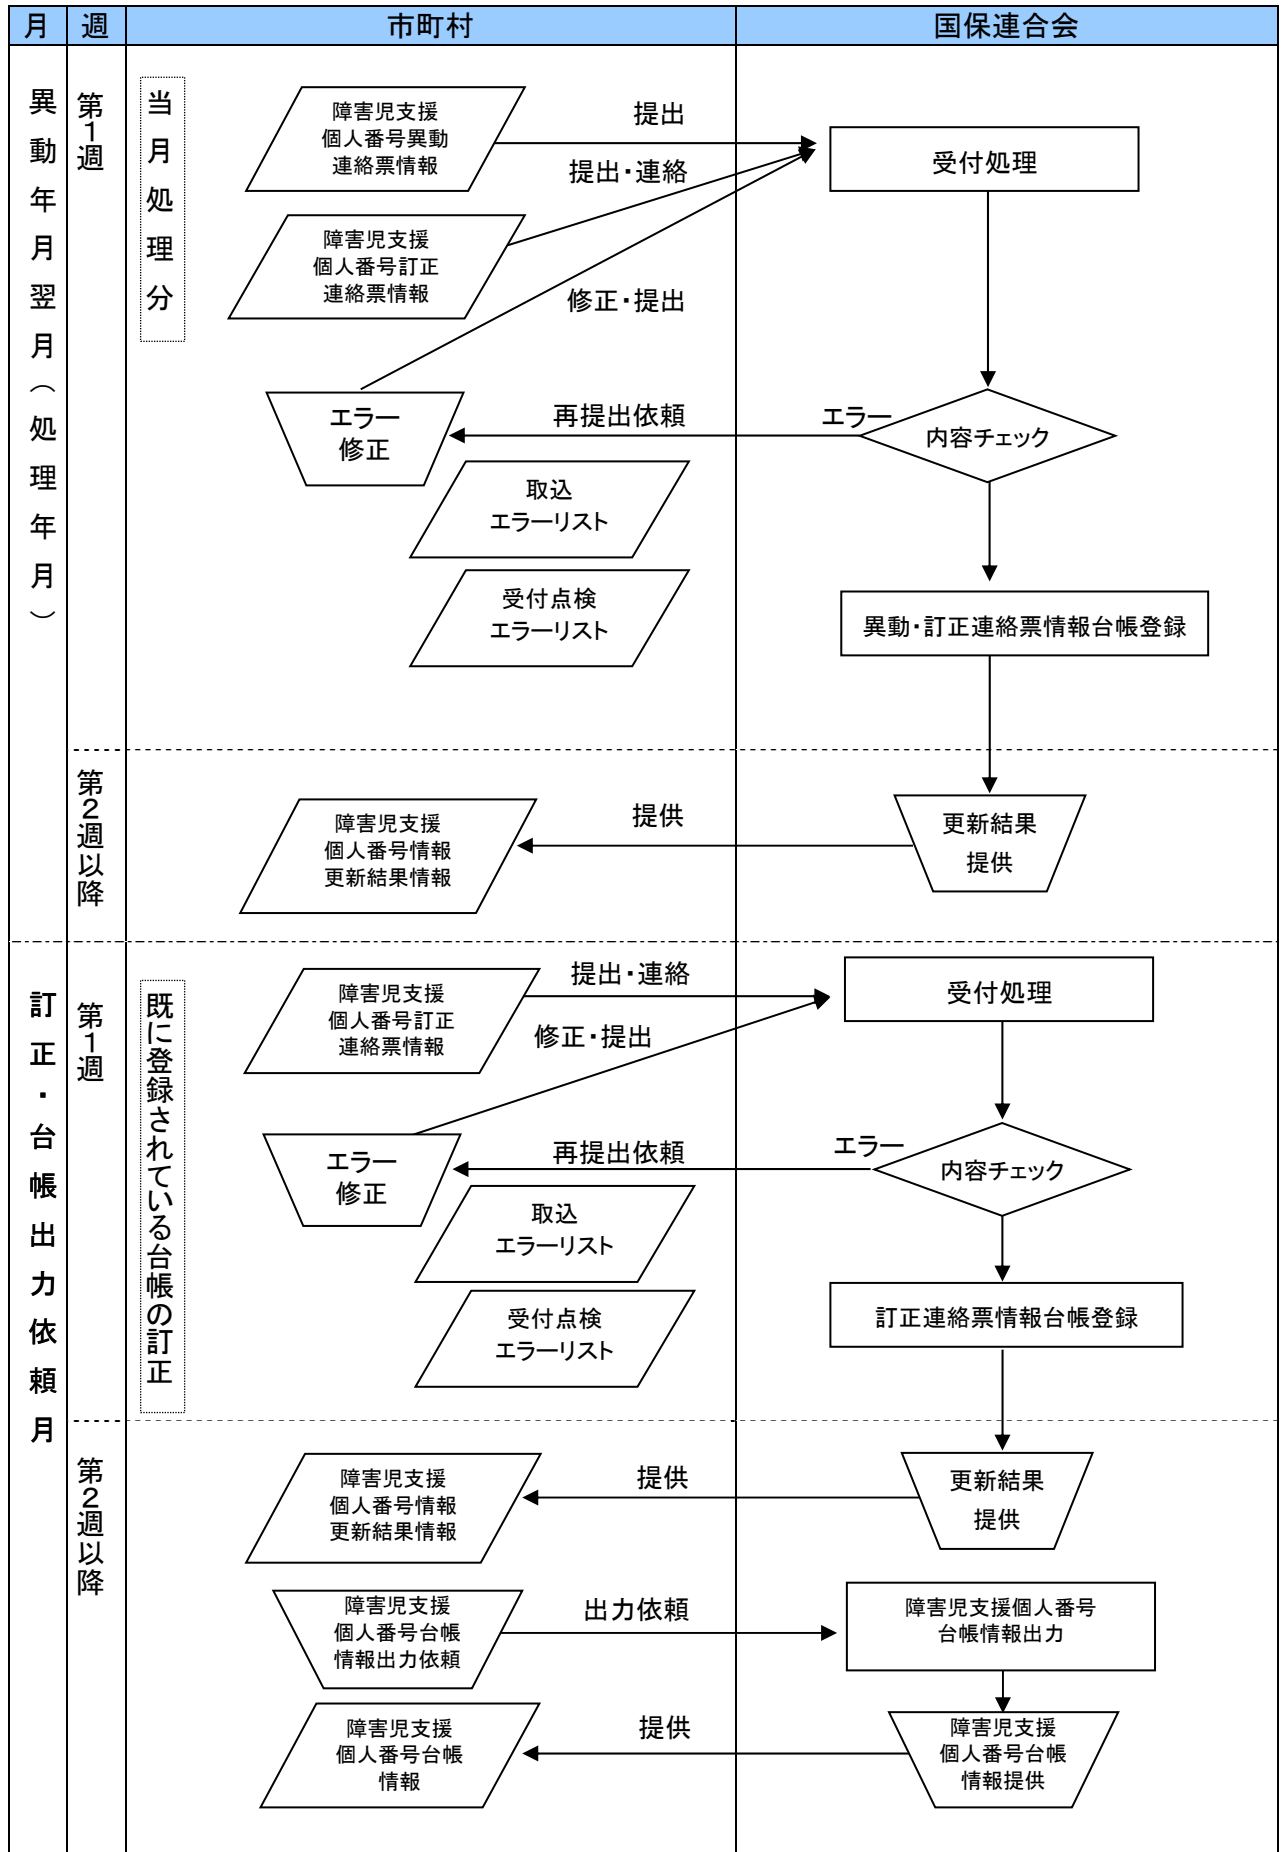 月
週
市町村
国保連合会
異動年月翌月（処理年月）
第1週
当月処理分
障害児支援
個人番号異動
連絡票情報
提出
受付処理
提出・連絡
障害児支援
個人番号訂正
連絡票情報
修正・提出
エラー
修正
再提出依頼
エラー
内容チェック
取込
エラーリスト
受付点検
エラーリスト
異動・訂正連絡票情報台帳登録
第2週以降
障害児支援
個人番号情報
更新結果情報
提供
更新結果
提供
訂正・台帳出力依頼月
第1週
既に登録されている台帳の訂正
障害児支援
個人番号訂正
連絡票情報
提出・連絡
受付処理
修正・提出
エラー
修正
再提出依頼
エラー
内容チェック
取込
エラーリスト
受付点検
エラーリスト
訂正連絡票情報台帳登録
第2週以降
障害児支援
個人番号情報
更新結果情報
提供
更新結果
提供
障害児支援
個人番号台帳
情報出力依頼
出力依頼
障害児支援個人番号
台帳情報出力
障害児支援
個人番号台帳
情報
提供
障害児支援
個人番号台帳
情報提供